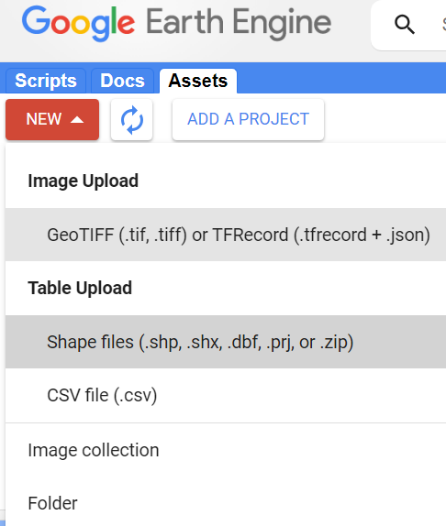 Google Earth Engine
Scripts Docs Assets
NEW ADD A PROJECT
Image Upload
GeoTIFF (.tif, .tiff) or TFRecord (.tfrecord + .json)
Table Upload
Shape files (.shp, .shx, .dbf, .prj, or .zip)
CSV file (.csv)
Image collection
Folder